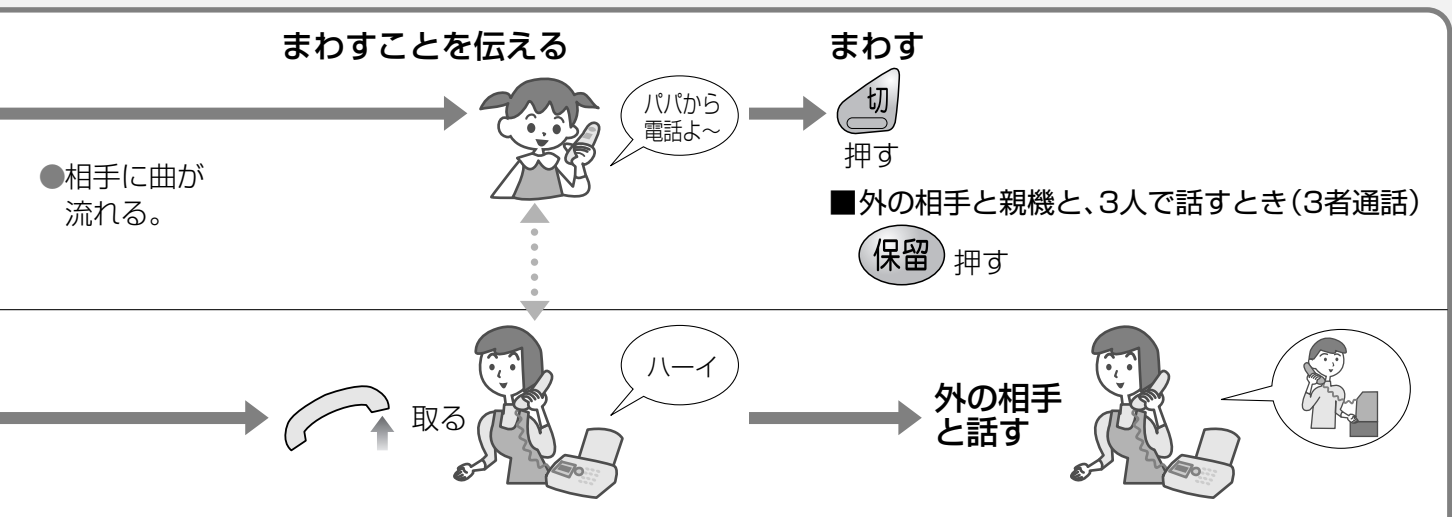 まわすことを伝える
まわす
パパから
電話よ〜
切
押す
●相手に曲が
流れる。
■外の相手と親機と、3人で話すとき(3者通話)
保留 押す
取る
ハーイ
外の相手
と話す